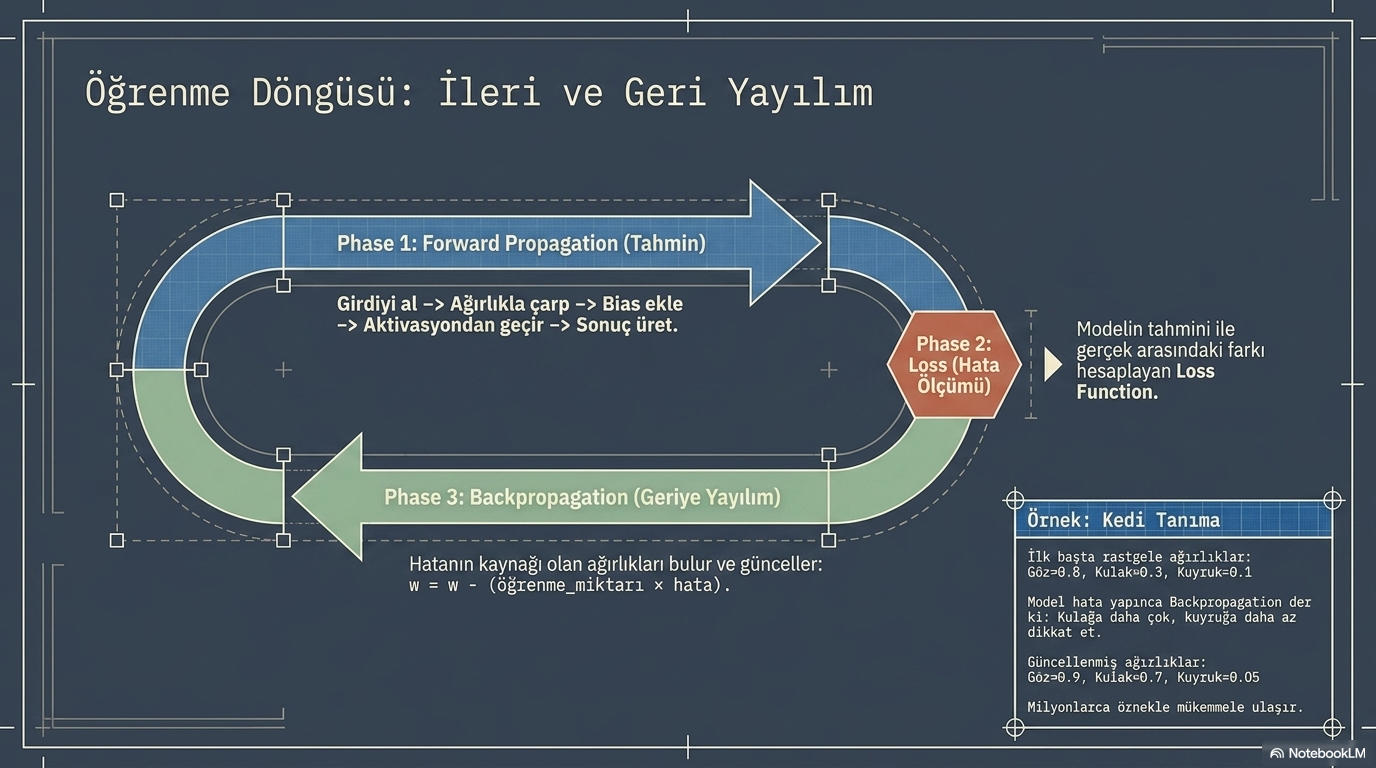 Öğrenme Döngüsü: İleri ve Geri Yayılım
Phase 1: Forward Propagation (Tahmin)
Girdiyi al –> Ağırlıkla çarp –> Bias ekle
–> Aktivasyondan geçir –> Sonuç üret.
Phase 2:
Loss (Hata
Ölçümü)
Modelin tahmini ile
gerçek arasındaki farkı
hesaplayan Loss
Function.
Phase 3: Backpropagation (Geriye Yayılım)
Hatanın kaynağı olan ağırlıkları bulur ve günceller:
w = w - (öğrenme_miktarı × hata).
Örnek: Kedi Tanıma
İlk başta rastgele ağırlıklar:
Göz=0.8, Kulak=0.3, Kuyruk=0.1
Model hata yapınca Backpropagation der
ki: Kulağa daha çok, kuyruğa daha az
dikkat et.
Güncellenmiş ağırlıklar:
Göz=0.9, Kulak=0.7, Kuyruk=0.05
Milyonlarca örnekle mükemmele ulaşır.
NotebookLM